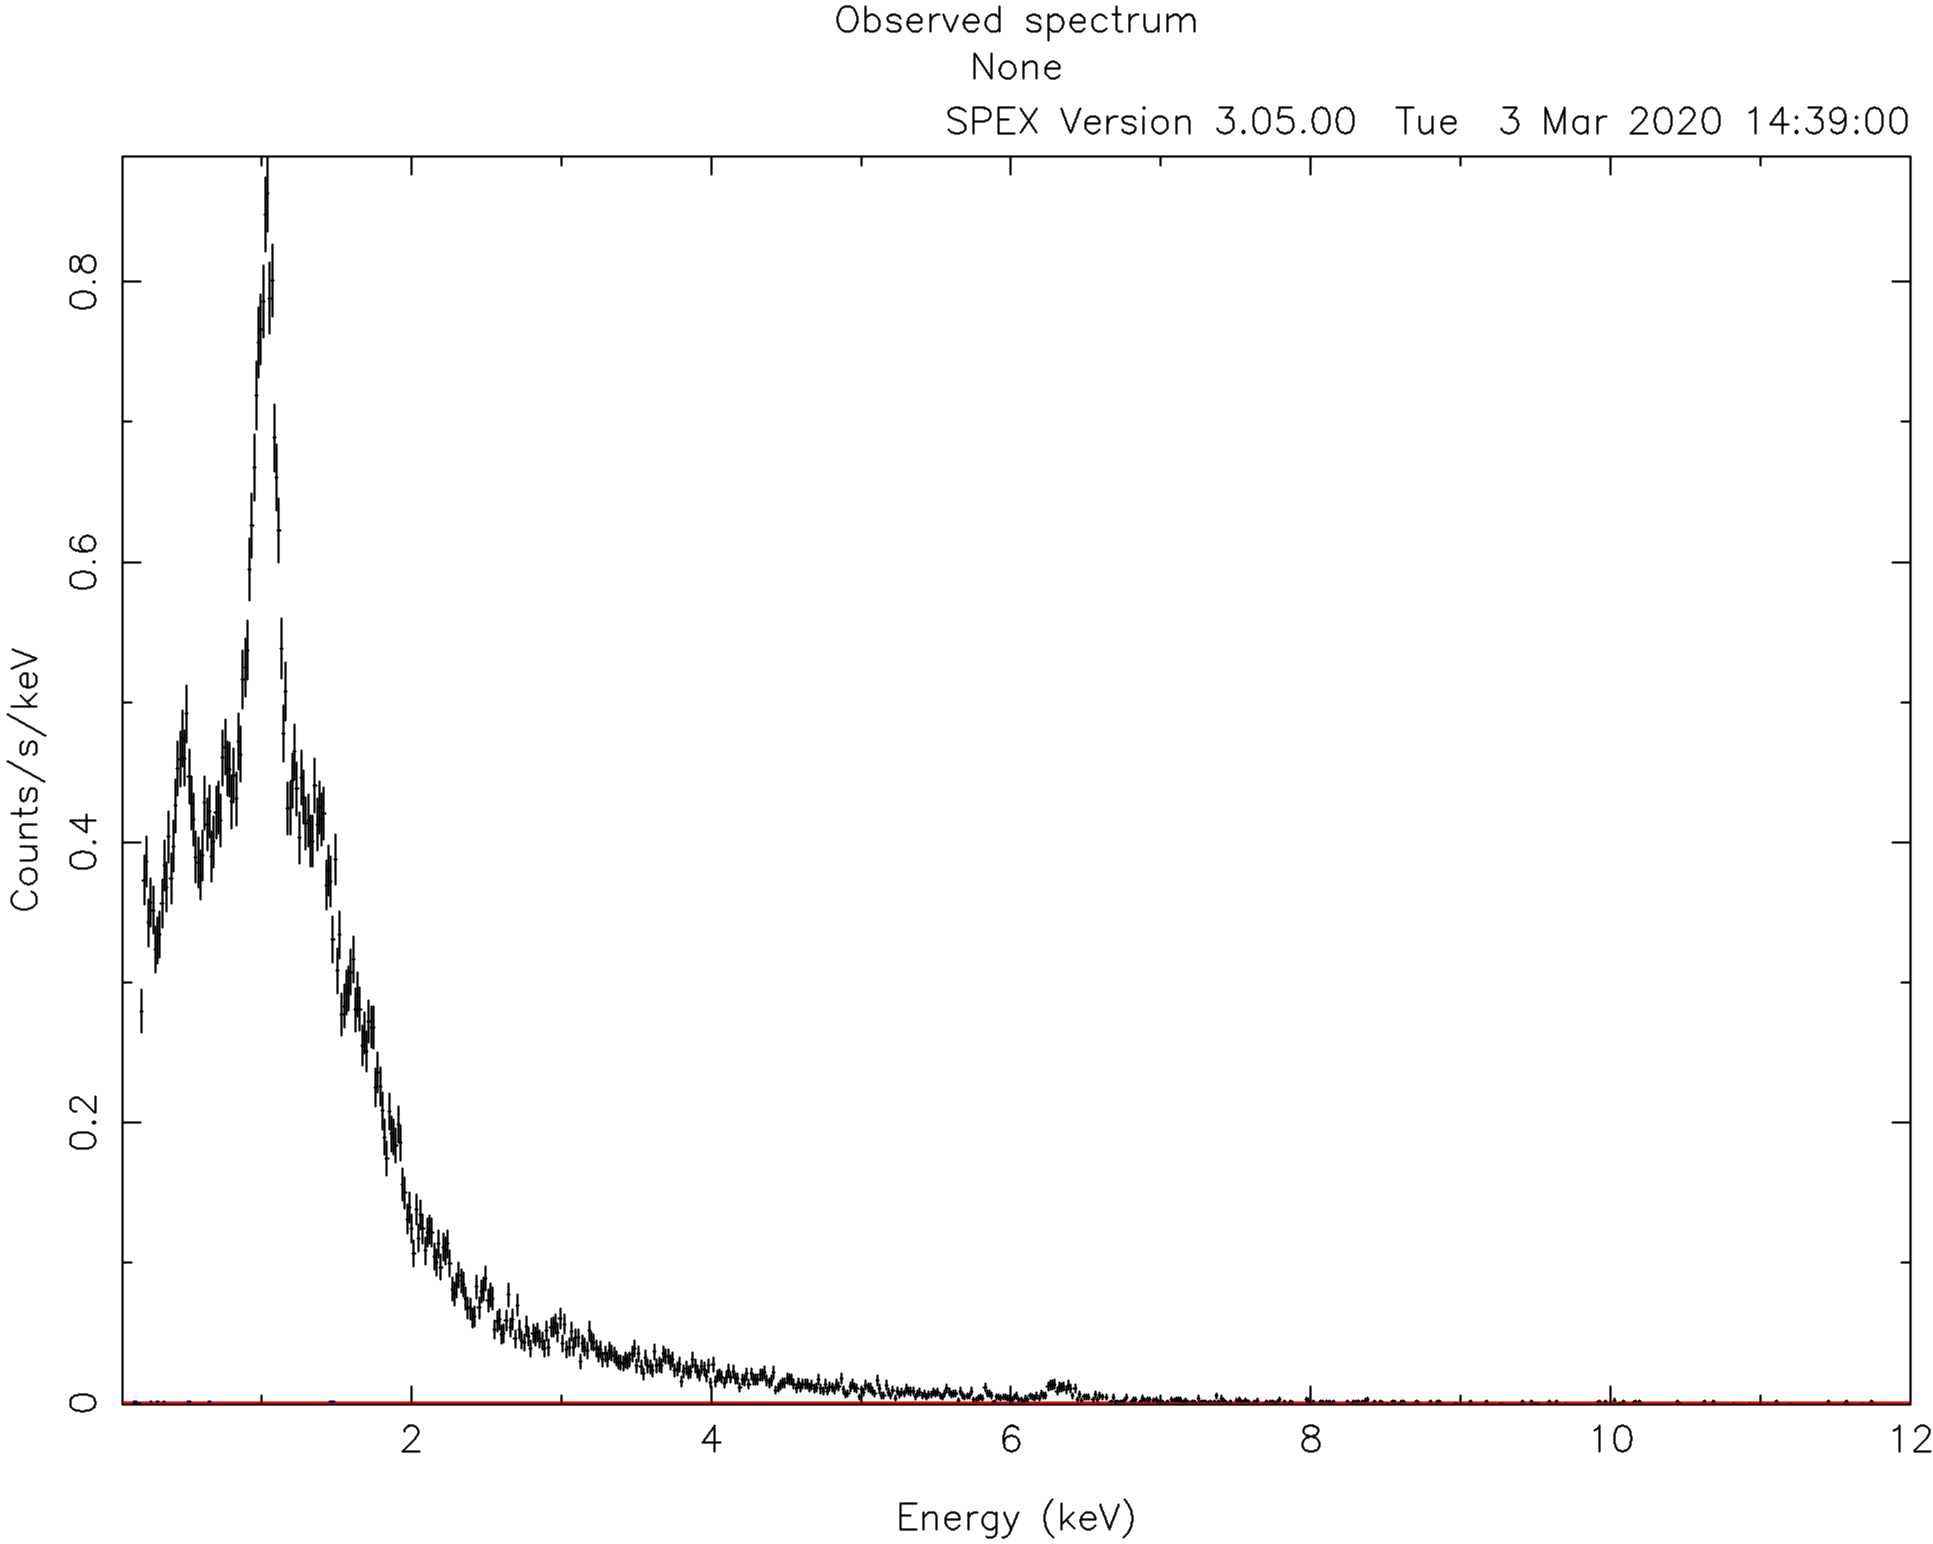 Observed spectrum
None
SPEX Version 3.05.00 Tue 3 Mar 2020 14:39:00
Counts/s/keV
0.8
0.6
0.4
0.2
0
2 4 6 8 10 12
Energy (keV)